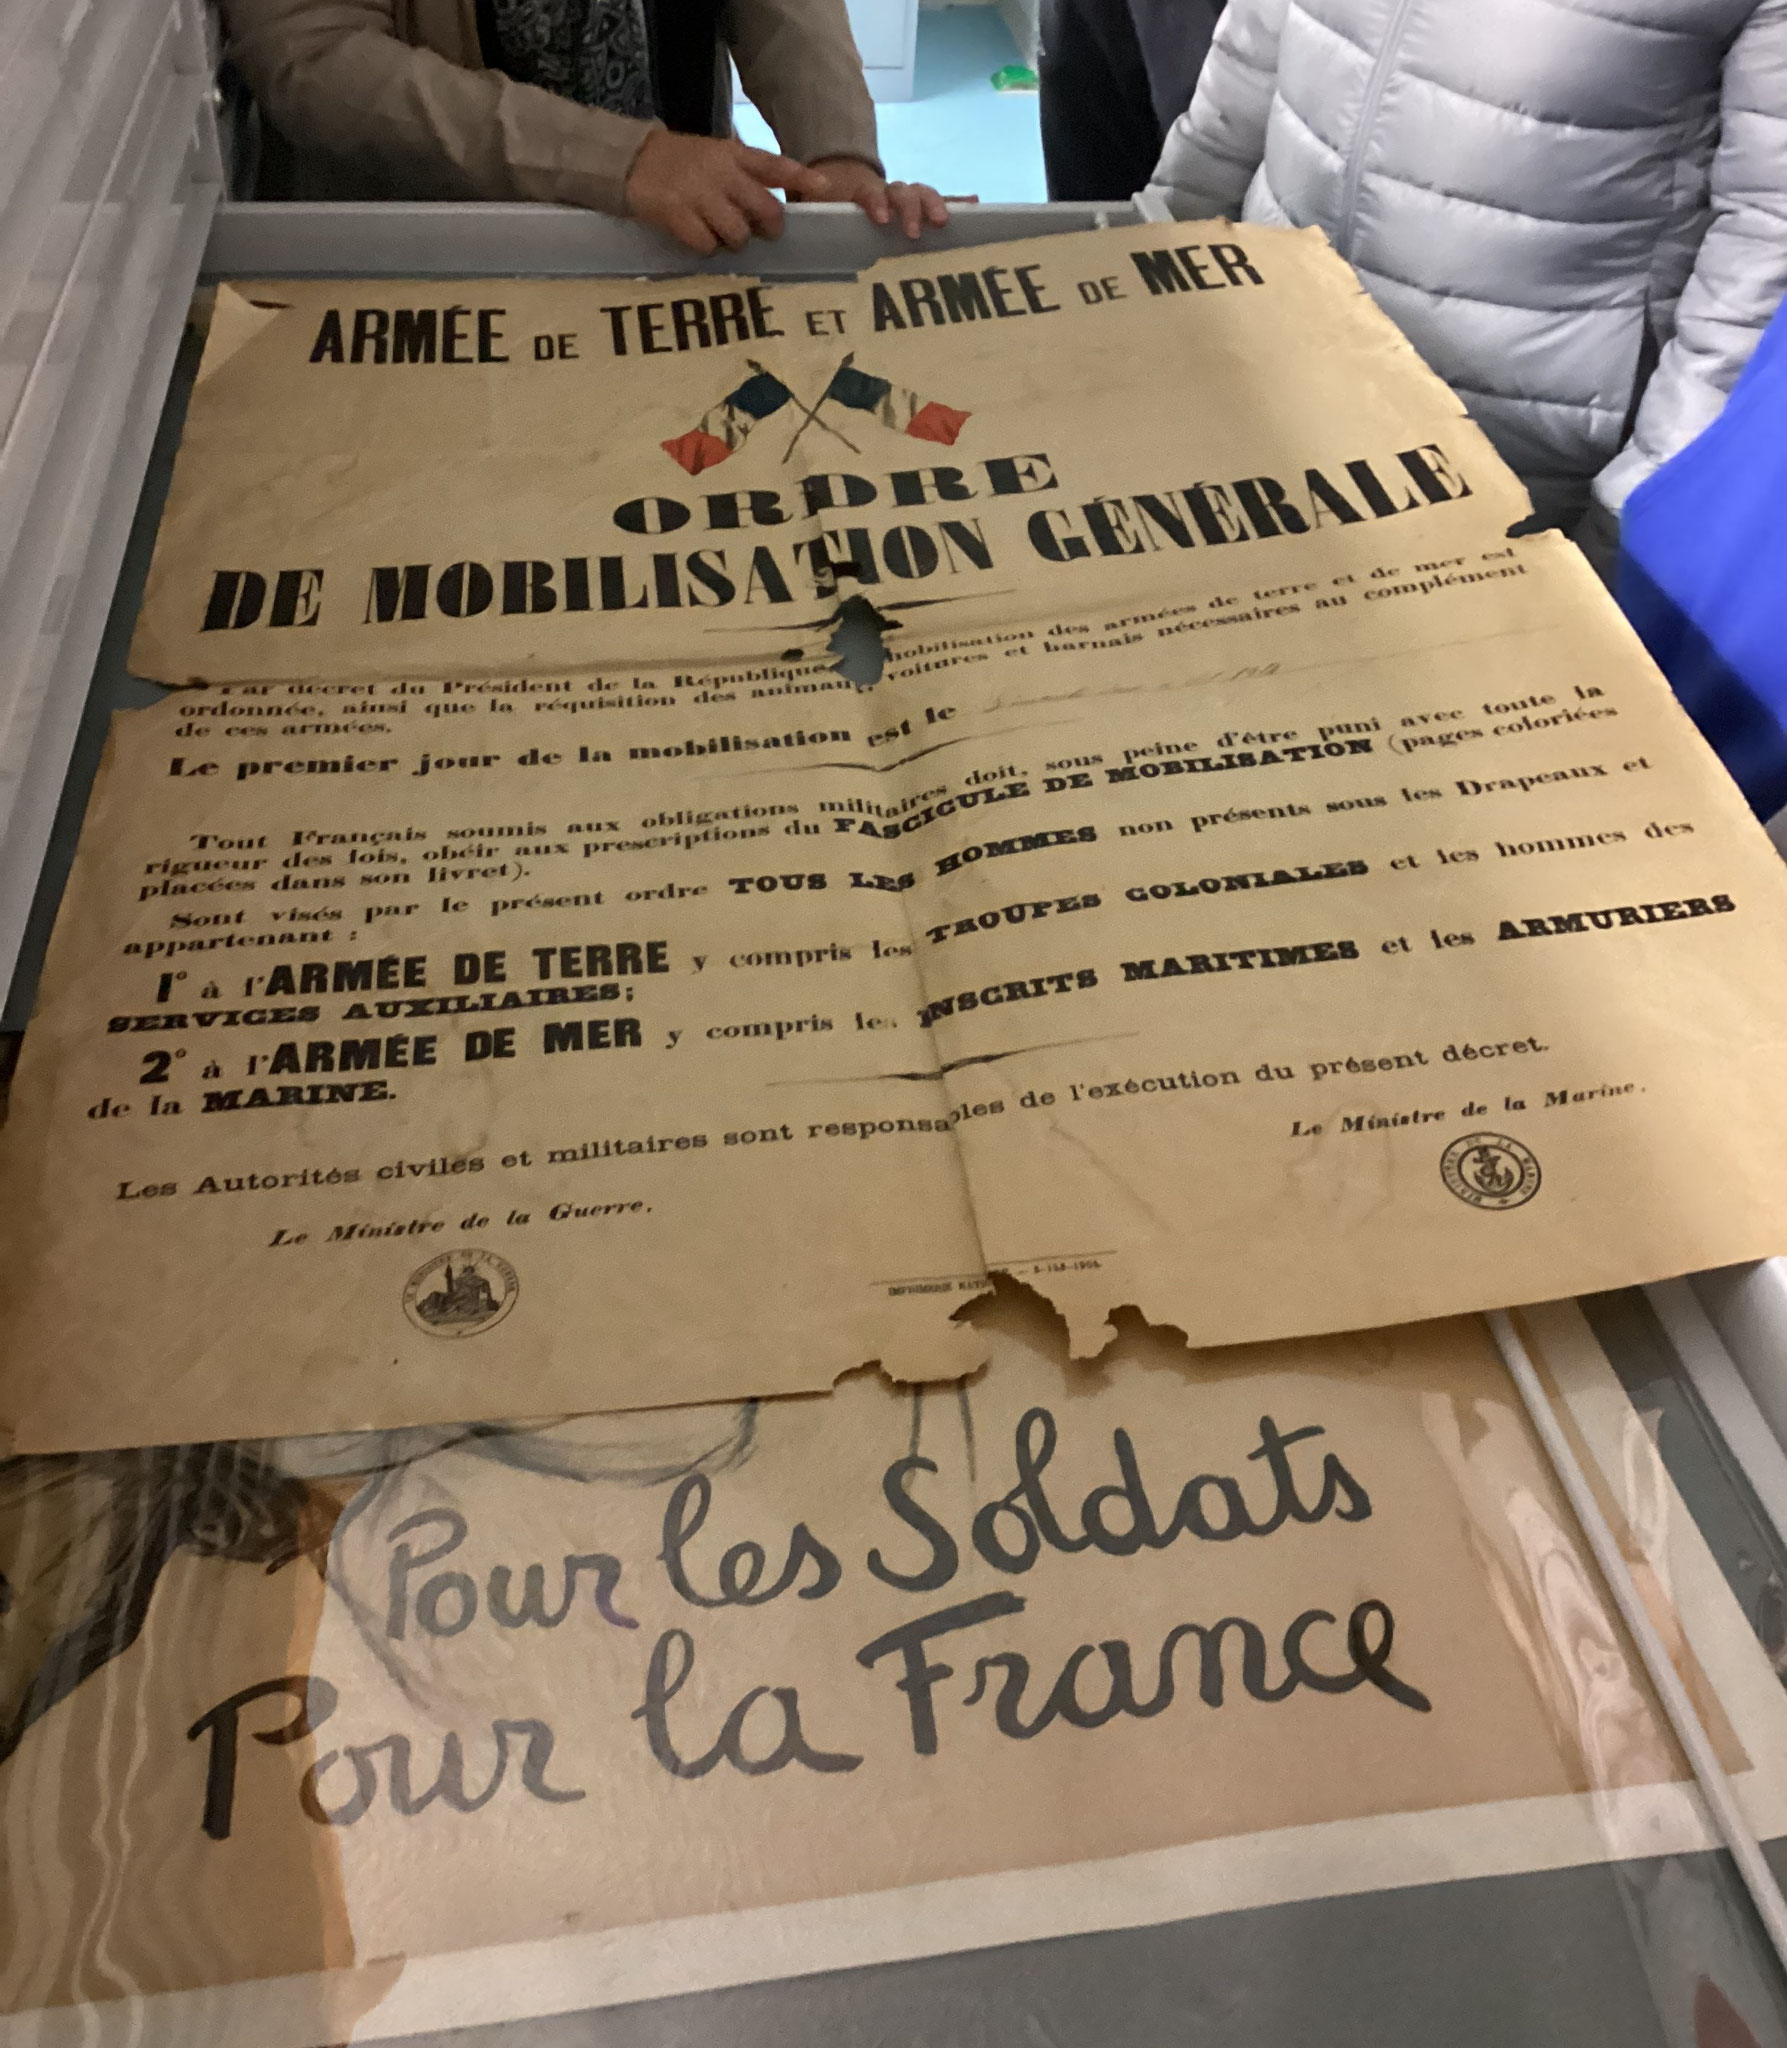 ARMÉE DE TERRE ET ARMÉE DE MER
ORDRE
DE MOBILISATION GÉNÉRALE
Par décret du Président de la République, mobilisation des armées de terre et de mer est
ordonnée, ainsi que la réquisition des animaux, voitures et harnais nécessaires au complément
de ces armées.
Le premier jour de la mobilisation est le
Tout Français soumis aux obligations militaires doit, sous peine d'être puni avec toute la
rigueur des lois, obéir aux prescriptions du FASCICULE DE MOBILISATION (pages coloriées
placées dans son livret).
Sont visés par le présent ordre TOUS LES HOMMES non présents sous les Drapeaux et
appartenant :
1° à l'ARMÉE DE TERRE y compris les TROUPES COLONIALES et les hommes des
SERVICES AUXILIAIRES;
2° à l'ARMÉE DE MER y compris les INSCRITS MARITIMES et les ARMURIERS
de la MARINE.
Les Autorités civiles et militaires sont responsables de l'exécution du présent décret.
Le Ministre de la Guerre.
Le Ministre de la Marine.
MINISTÈRE DE LA MARINE
IMPRIMERIE
Pour les Soldats
Pour la France